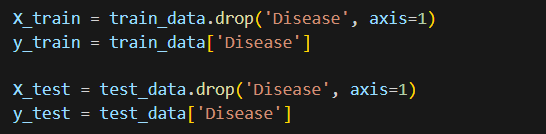 X_train = train_data.drop('Disease', axis=1)
y_train = train_data['Disease']
X_test = test_data.drop('Disease', axis=1)
y_test = test_data['Disease']